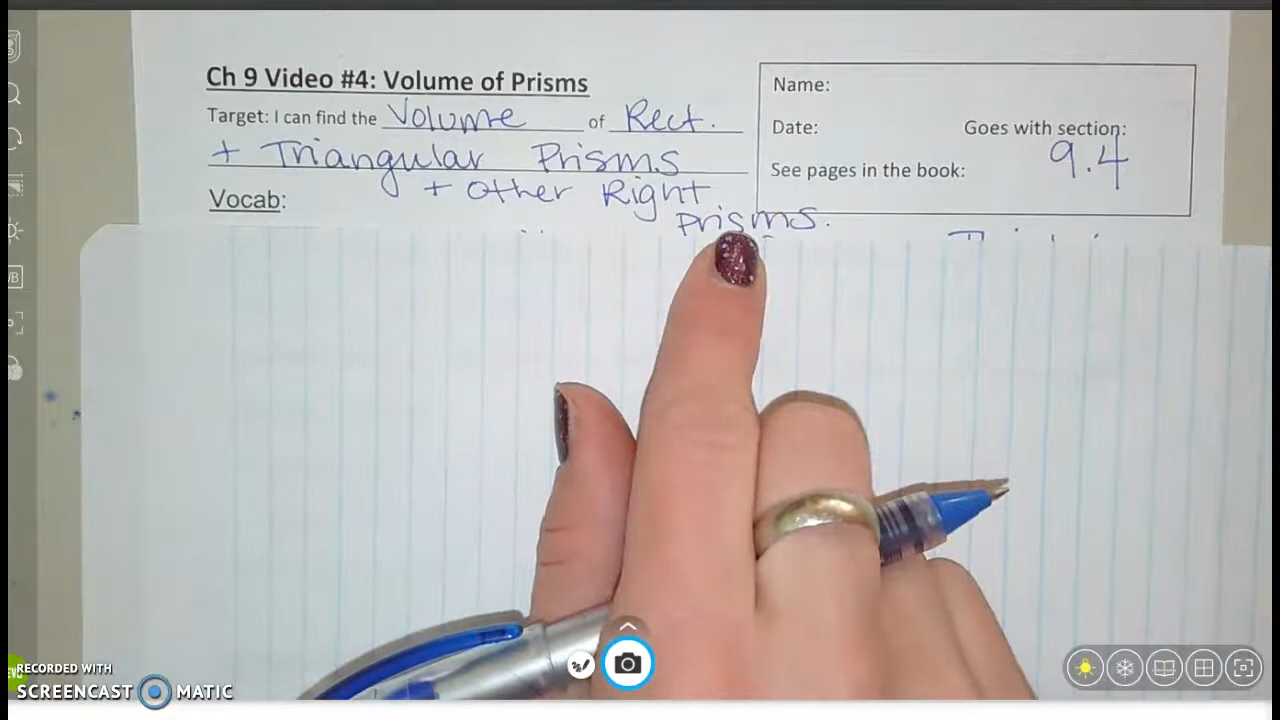 Ch 9 Video #4: Volume of Prisms
Target: I can find the Volume of Rect.
+ Triangular Prisms
+ Other Right
Prisms.
Vocab:
Name:
Date:
Goes with section:
9.4
See pages in the book:
RECORDED WITH
SCREENCAST MATIC